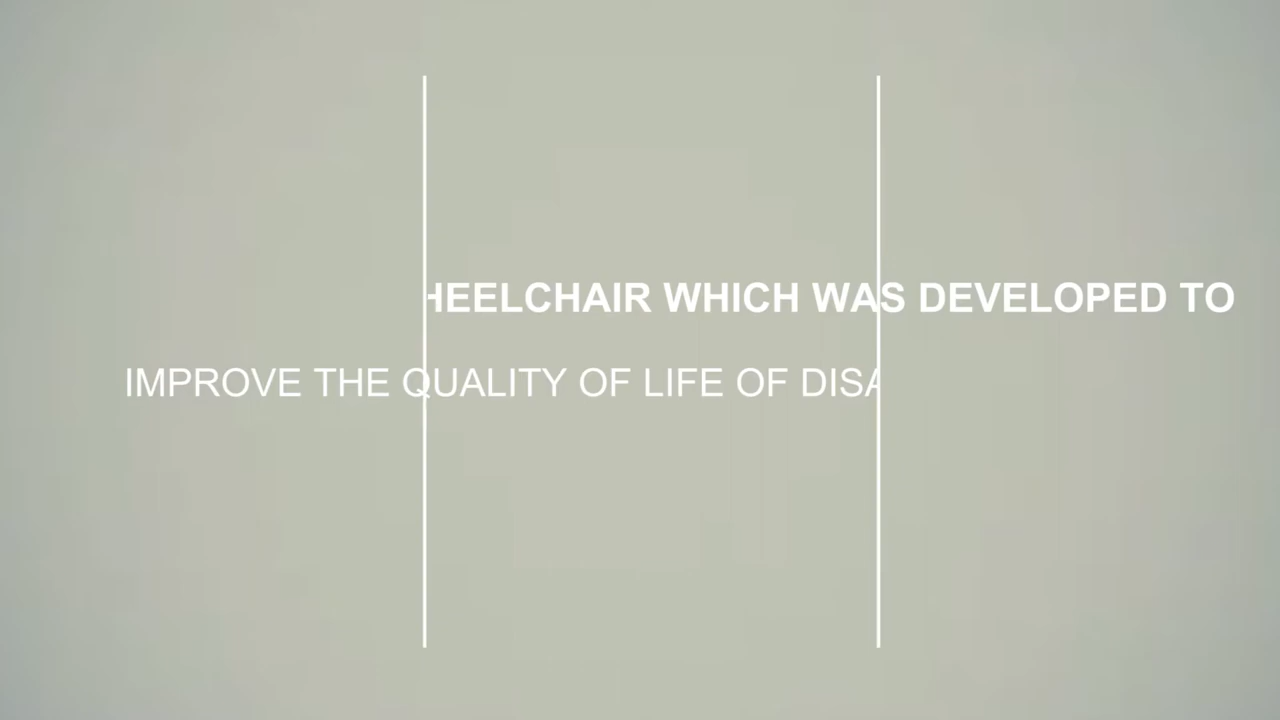 HEELCHAIR WHICH WAS DEVELOPED TO
IMPROVE THE QUALITY OF LIFE OF DISA